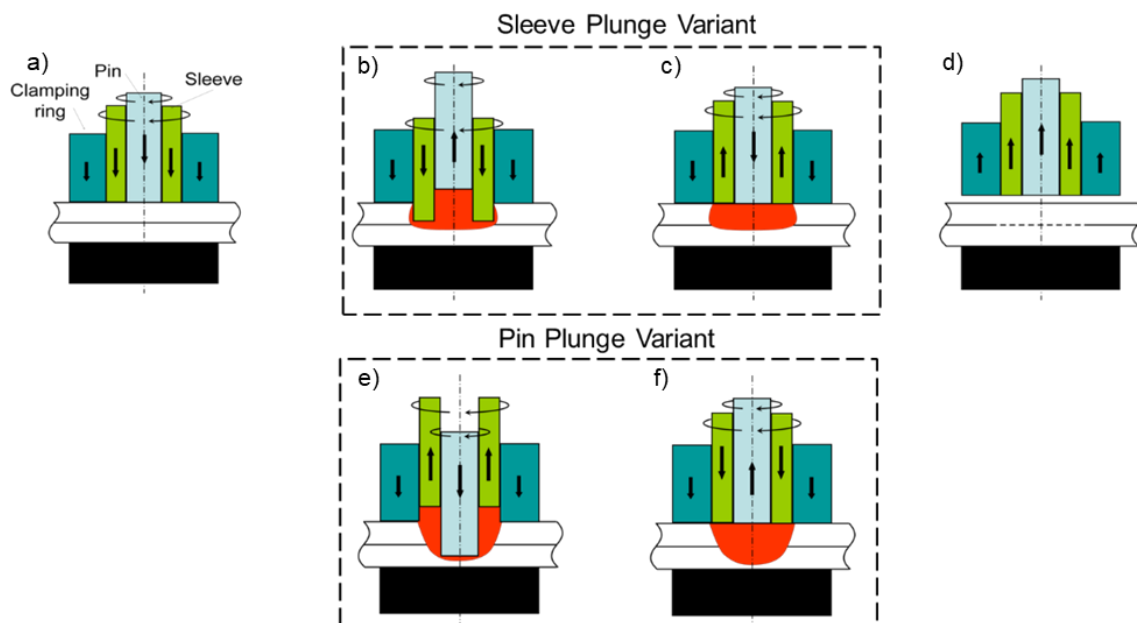 Sleeve Plunge Variant
a)
Pin
Sleeve
Clamping
ring
b)
c)
d)
Pin Plunge Variant
e)
f)